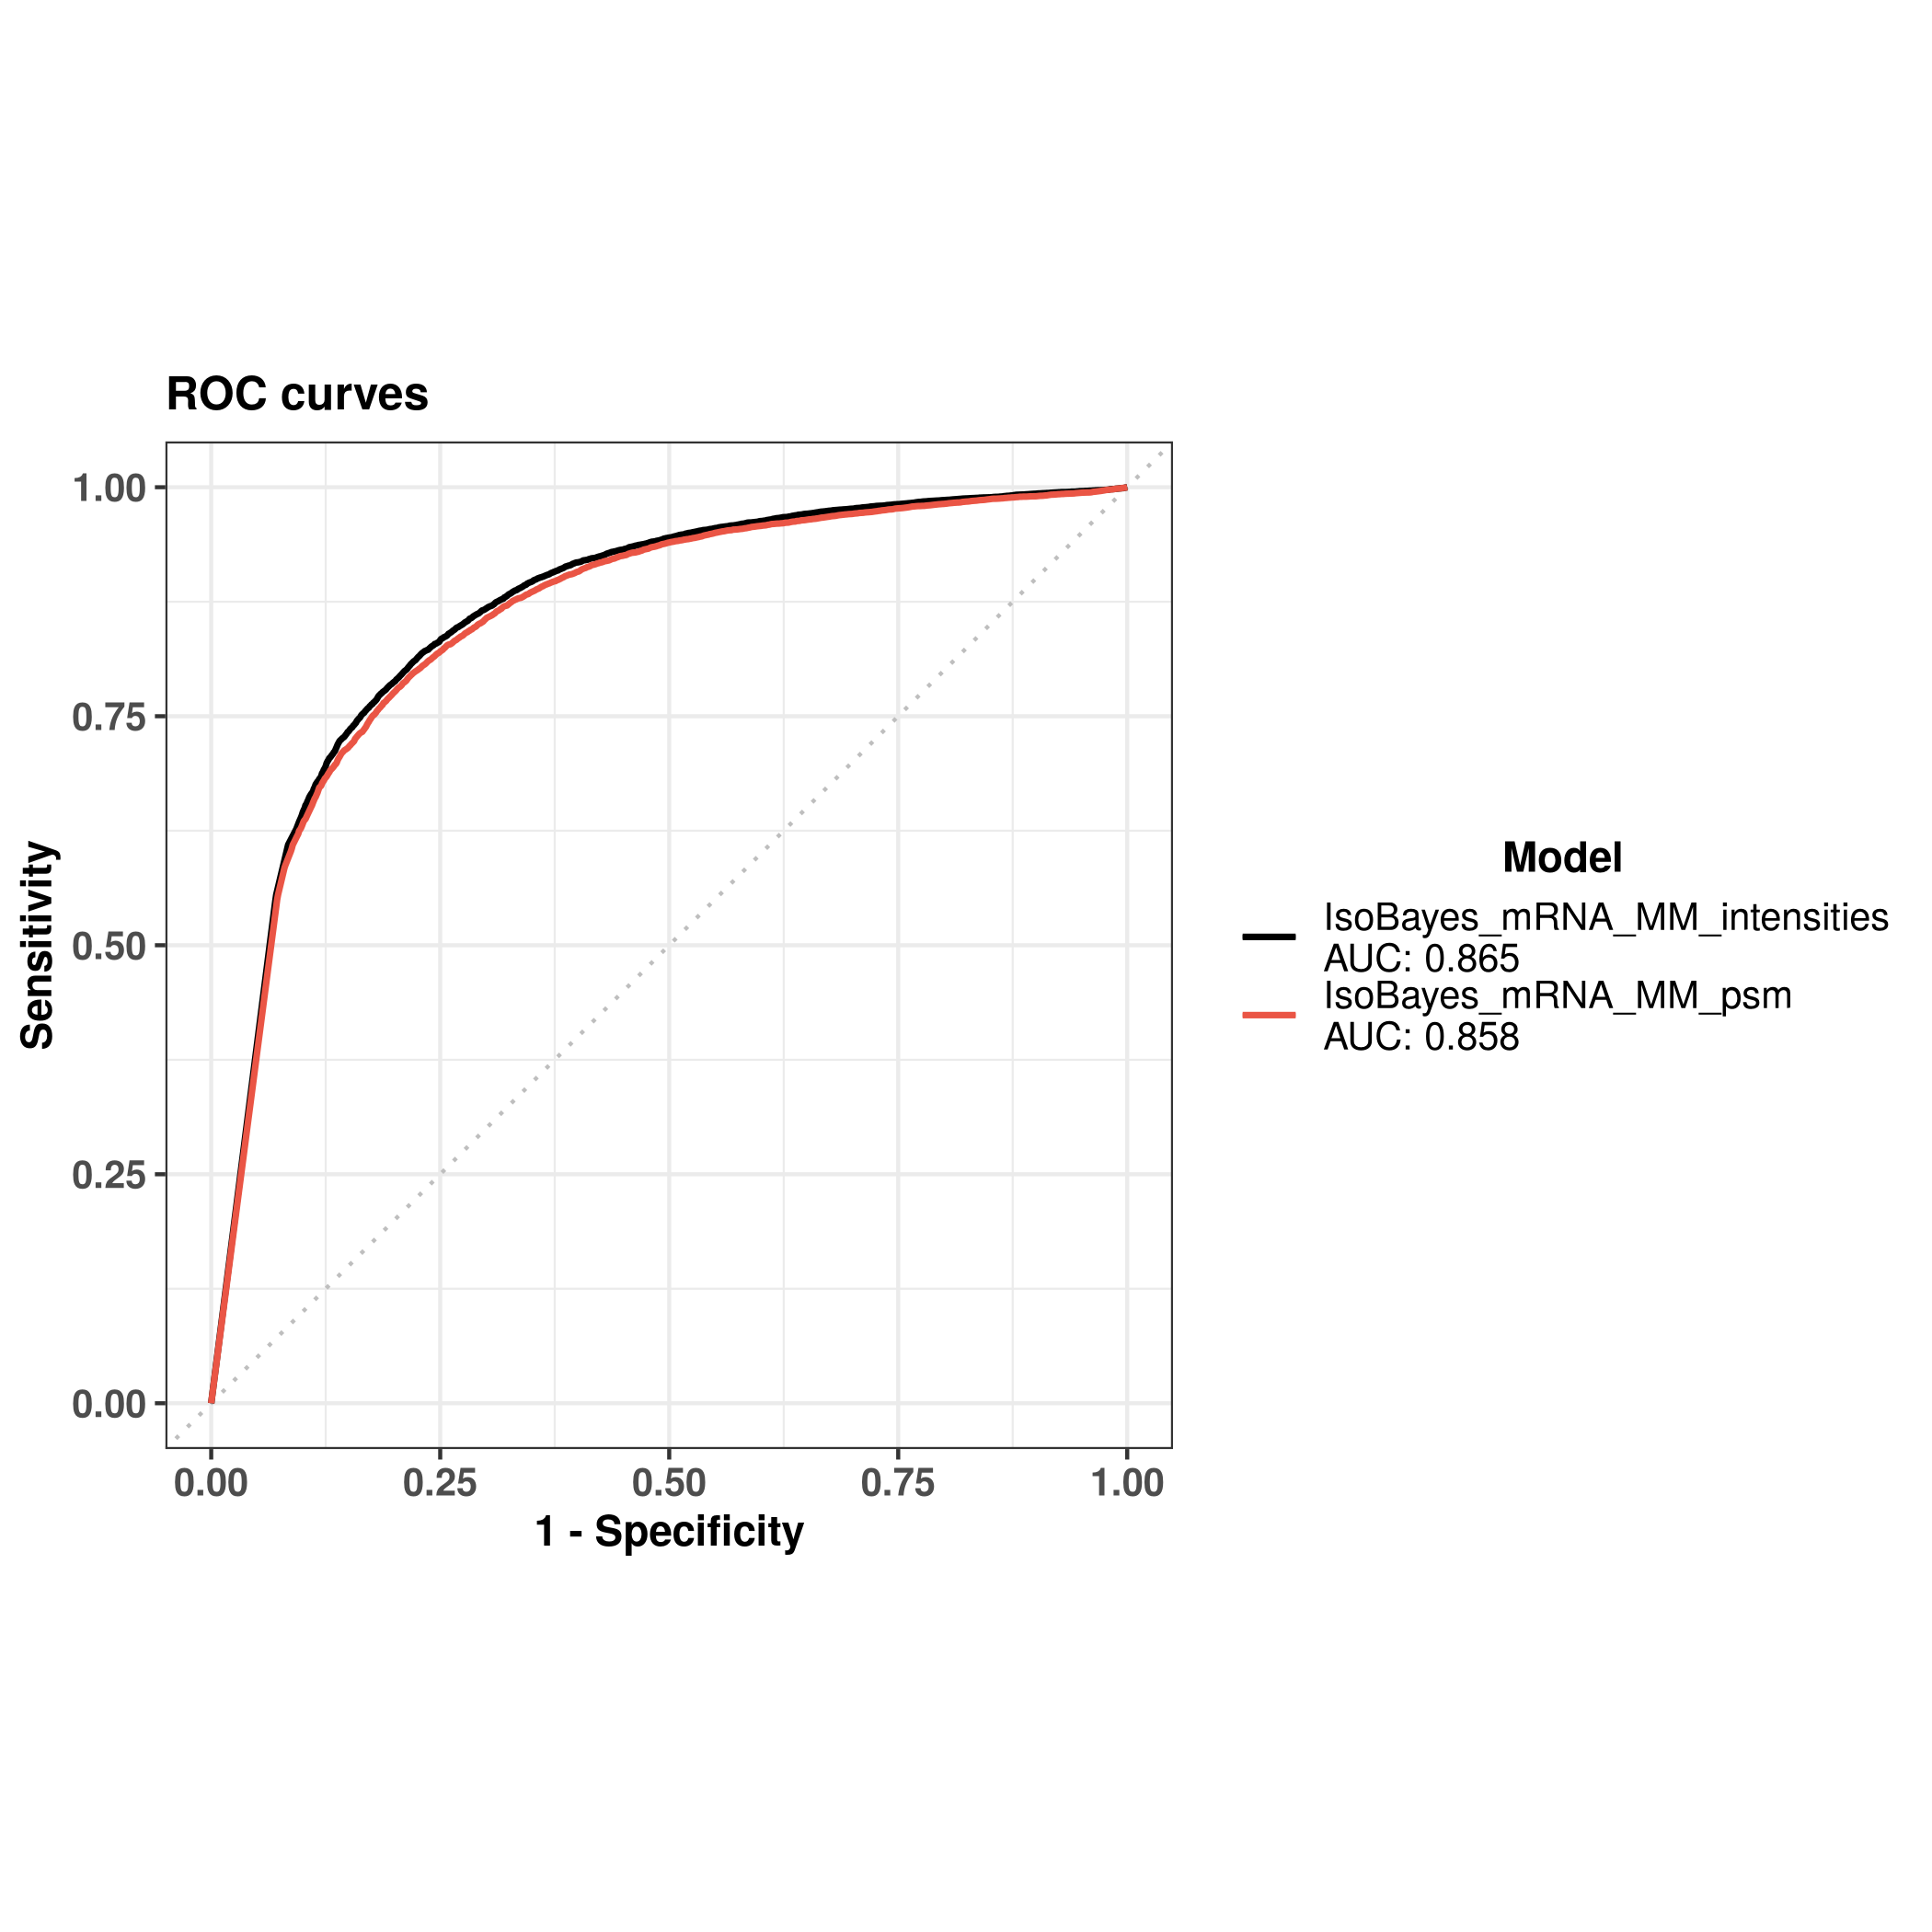 ROC curves
1.00
0.75
0.50
0.25
0.00
Sensitivity
0.00 0.25 0.50 0.75 1.00
1 - Specificity
Model
IsoBayes_mRNA_MM_intensities
AUC: 0.865
IsoBayes_mRNA_MM_psm
AUC: 0.858